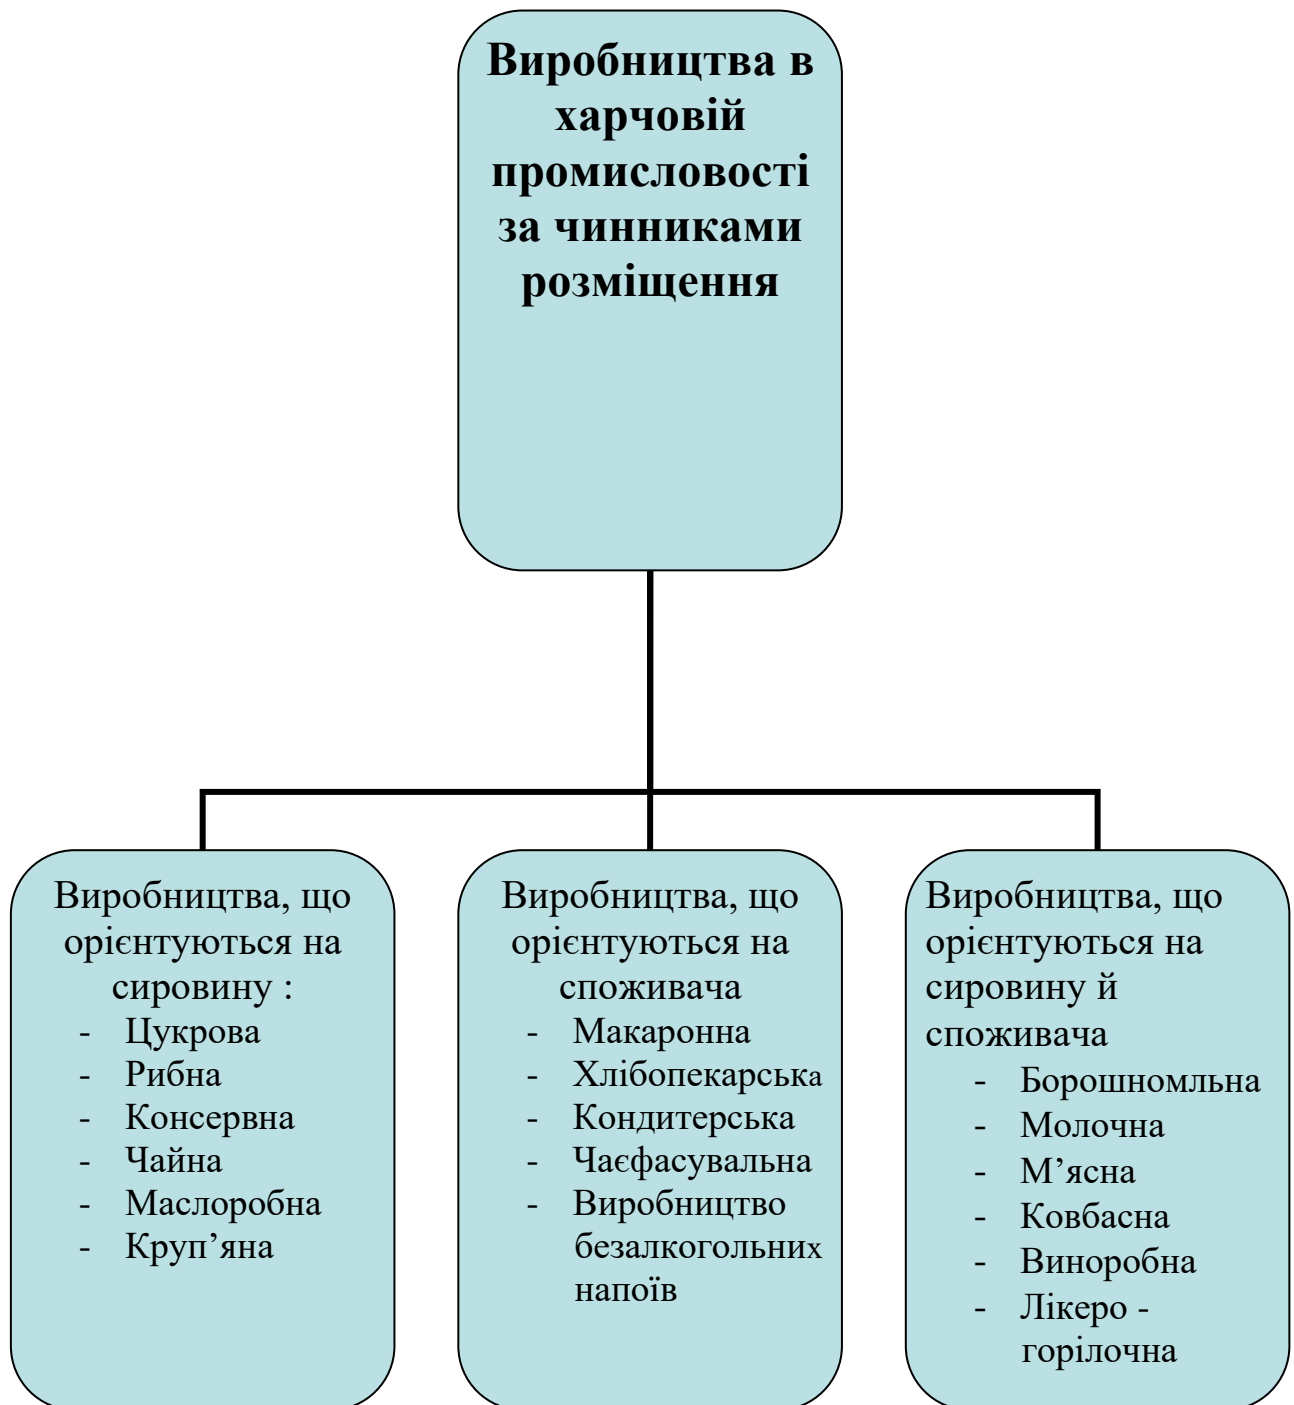 Виробництва в
харчовій
промисловості
за чинниками
розміщення
Виробництва, що
орієнтуються на
сировину :
- Цукрова
- Рибна
- Консервна
- Чайна
- Маслоробна
- Круп’яна
Виробництва, що
орієнтуються на
споживача
- Макаронна
- Хлібопекарська
- Кондитерська
- Чаєфасувальна
- Виробництво
безалкогольних
напоїв
Виробництва, що
орієнтуються на
сировину й
споживача
- Борошномльна
- Молочна
- М’ясна
- Ковбасна
- Виноробна
- Лікеро -
горілочна